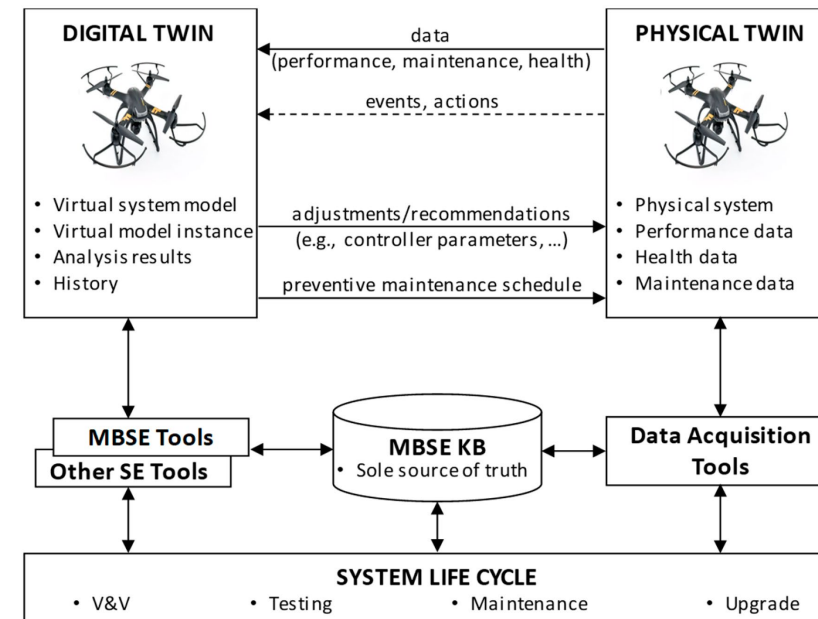 DIGITAL TWIN
• Virtual system model
• Virtual model instance
• Analysis results
• History
data
(performance, maintenance, health)
events, actions
adjustments/recommendations
(e.g., controller parameters, ...)
preventive maintenance schedule
PHYSICAL TWIN
• Physical system
• Performance data
• Health data
• Maintenance data
MBSE Tools
Other SE Tools
MBSE KB
• Sole source of truth
Data Acquisition
Tools
SYSTEM LIFE CYCLE
• V&V • Testing • Maintenance • Upgrade